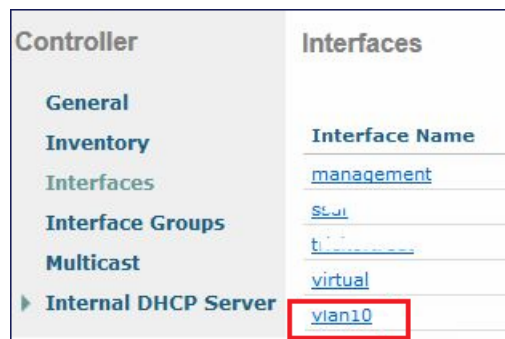 Controller
General
Inventory
Interfaces
Interface Groups
Multicast
Internal DHCP Server
Interfaces
Interface Name
management
virtual
vlan10